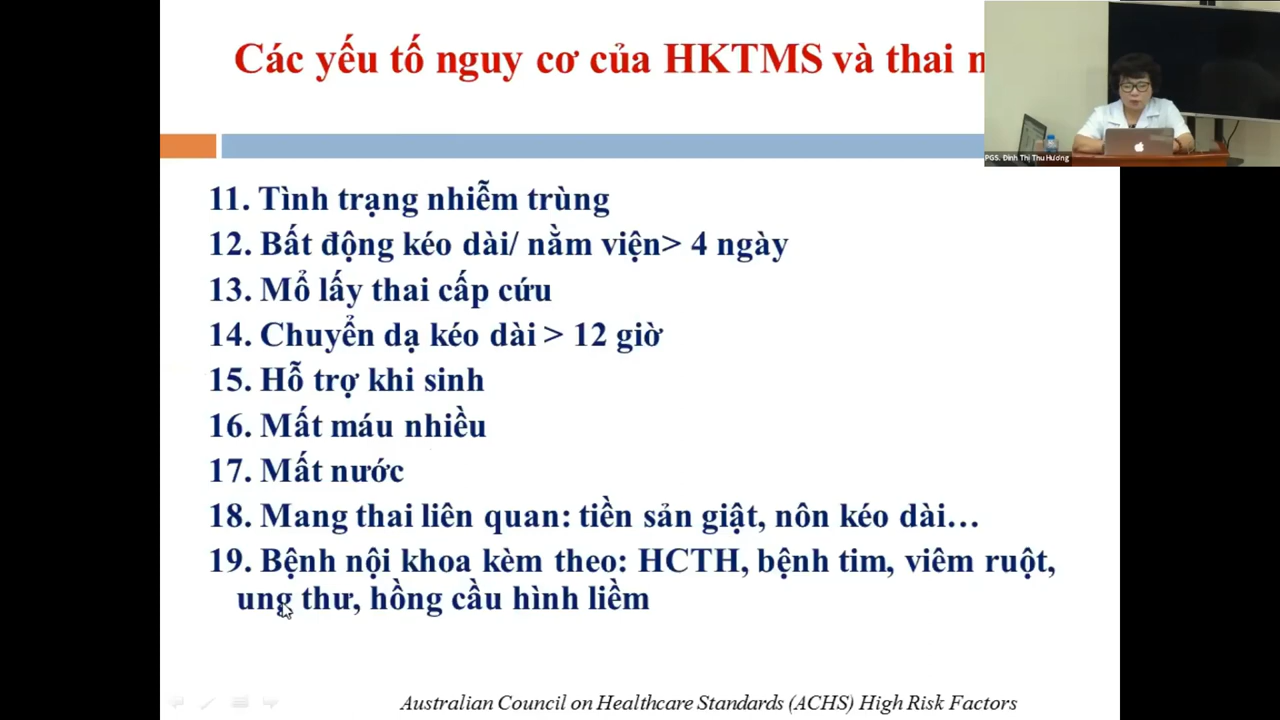 Các yếu tố nguy cơ của HKTMS và thai
PGS. Đinh Thị Thu Hương
11. Tình trạng nhiễm trùng
12. Bất động kéo dài/ nằm viện> 4 ngày
13. Mổ lấy thai cấp cứu
14. Chuyển dạ kéo dài > 12 giờ
15. Hỗ trợ khi sinh
16. Mất máu nhiều
17. Mất nước
18. Mang thai liên quan: tiền sản giật, nôn kéo dài…
19. Bệnh nội khoa kèm theo: HCTH, bệnh tim, viêm ruột,
ung thư, hồng cầu hình liềm
Australian Council on Healthcare Standards (ACHS) High Risk Factors